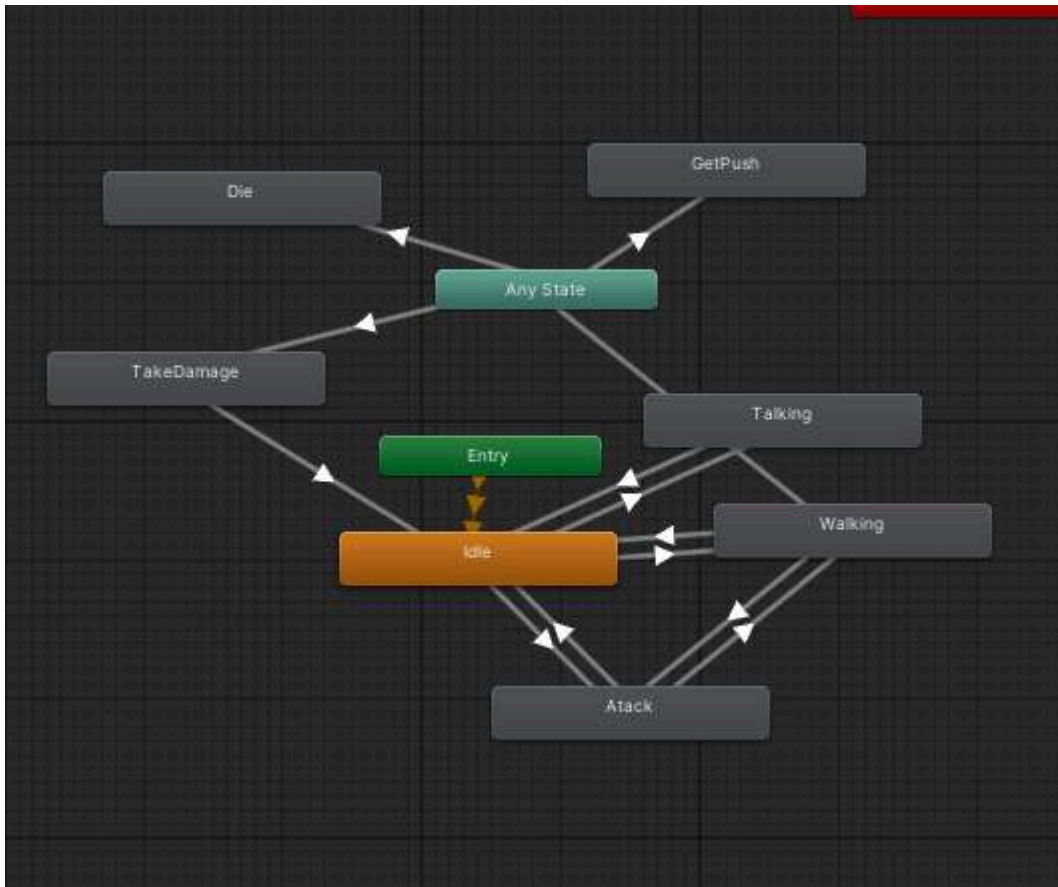 GetPush
Die
Any State
TakeDamage
Talking
Entry
Walking
Idle
Atack